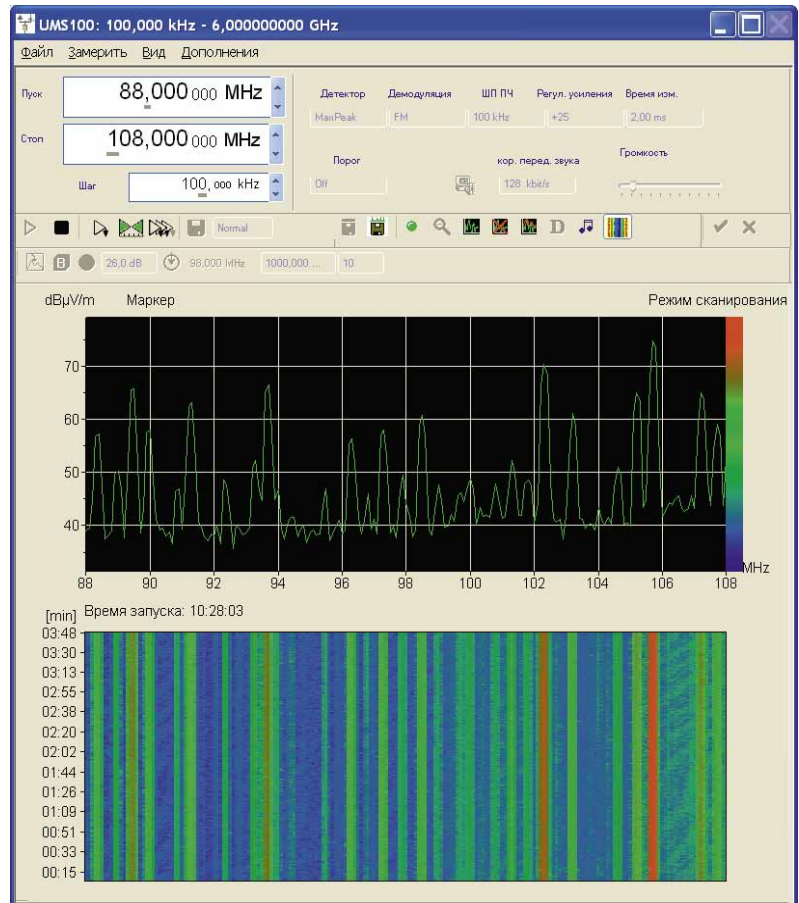 UMS100: 100,000 kHz - 6,000000000 GHz
Файл Замерить Вид Дополнения
Пуск 88,000 000 MHz
Стоп 108,000 000 MHz
Шаг 100, 000 kHz
Детектор Демодуляция ШП ПЧ Регул. усиления Время изм.
MaxPeak FM 100 kHz +25 2,00 ms
Порог кор. перед. звука Громкость
Off 128 kbit/s
Normal
D
B 26,0 dB 98,000 MHz 1000,000 ... 10
dBµV/m Маркер Режим сканирования
70
60
50
40
88 90 92 94 96 98 100 102 104 106 108 MHz
[min] Время запуска: 10:28:03
03:48
03:30
03:13
02:55
02:38
02:20
02:02
01:44
01:26
01:09
00:51
00:33
00:15